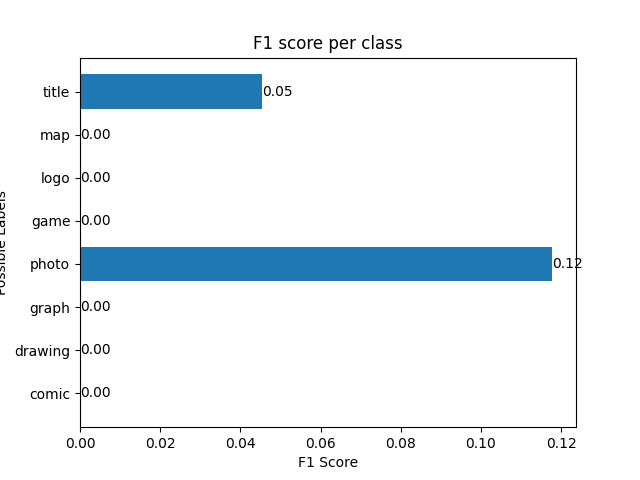 F1 score per class
title
0.05
map
0.00
logo
0.00
game
0.00
photo
0.12
graph
0.00
drawing
0.00
comic
0.00
0.00 0.02 0.04 0.06 0.08 0.10 0.12
F1 Score
Possible Labels